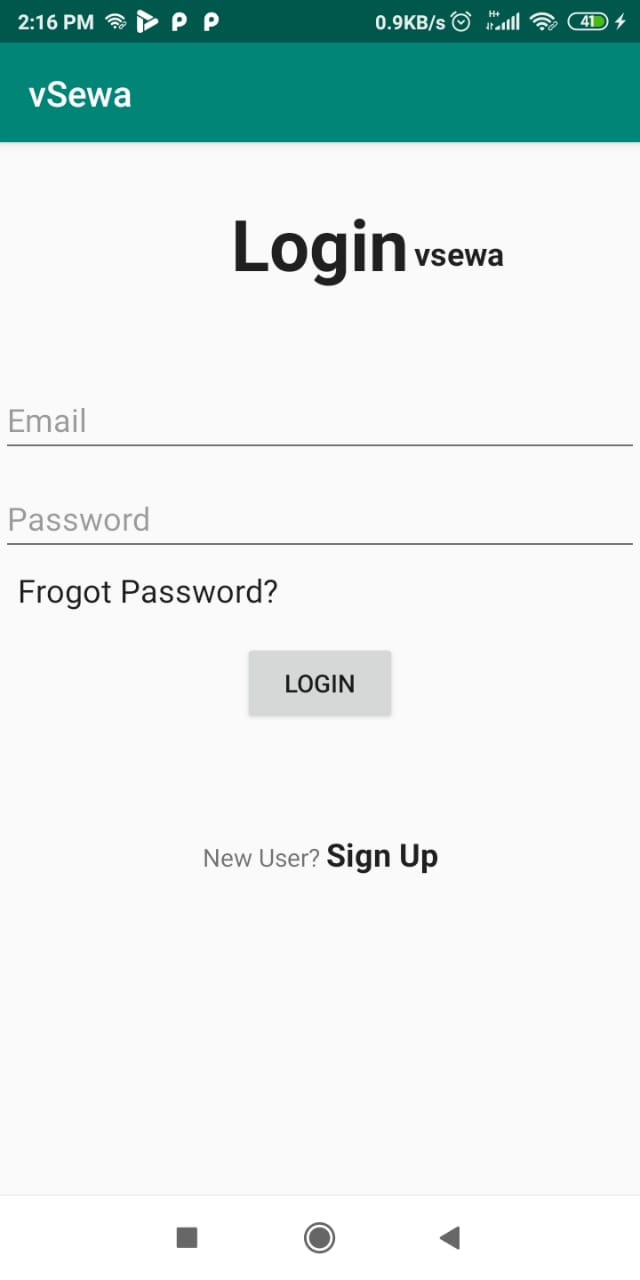 2:16 PM P P 0.9KB/s H+ 41
vSewa
Login vsewa
Email
Password
Frogot Password?
LOGIN
New User? Sign Up